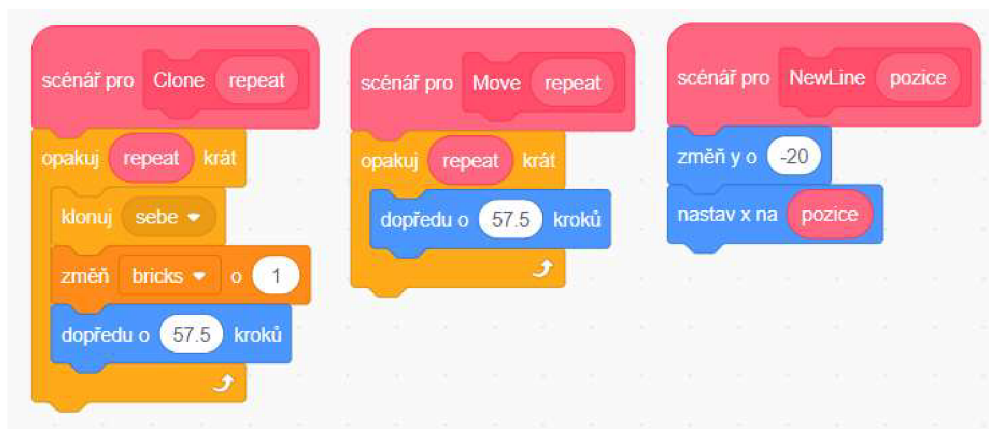 scénář pro Clone repeat
opakuj repeat krát
klonuj sebe
změň bricks o 1
dopředu o 57.5 kroků
scénář pro Move repeat
opakuj repeat krát
dopředu o 57.5 kroků
scénář pro NewLine pozice
změň y o -20
nastav x na pozice